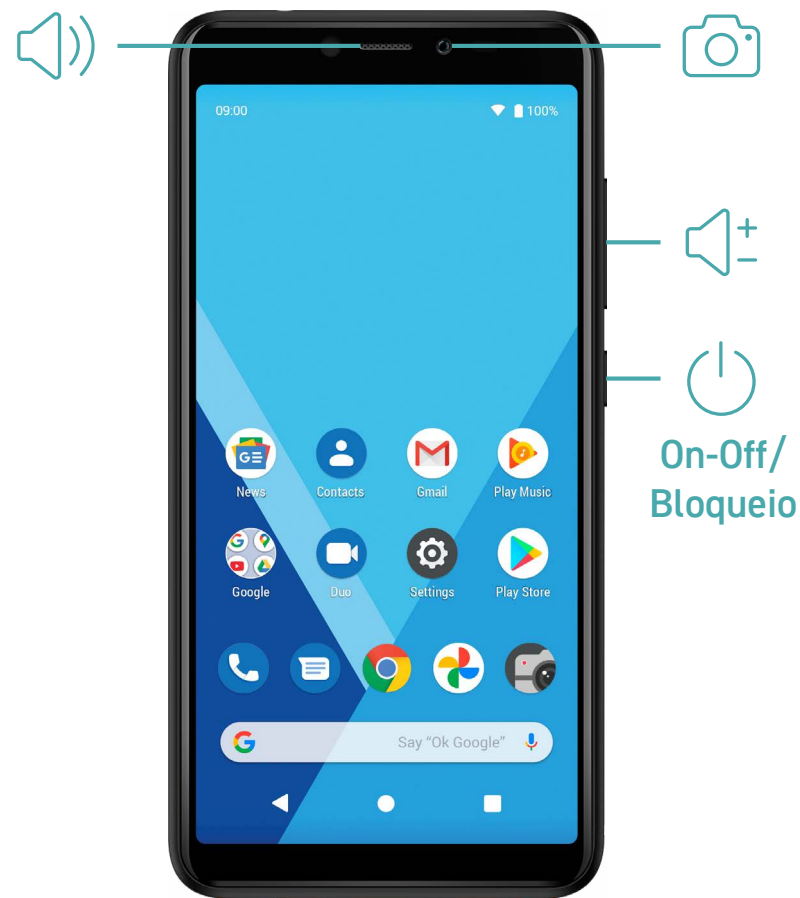 09:00
100%
On-Off/
Bloqueio
G≡
News
Contacts
Gmail
Play Music
Google
Duo
Settings
Play Store
G
Say "Ok Google"